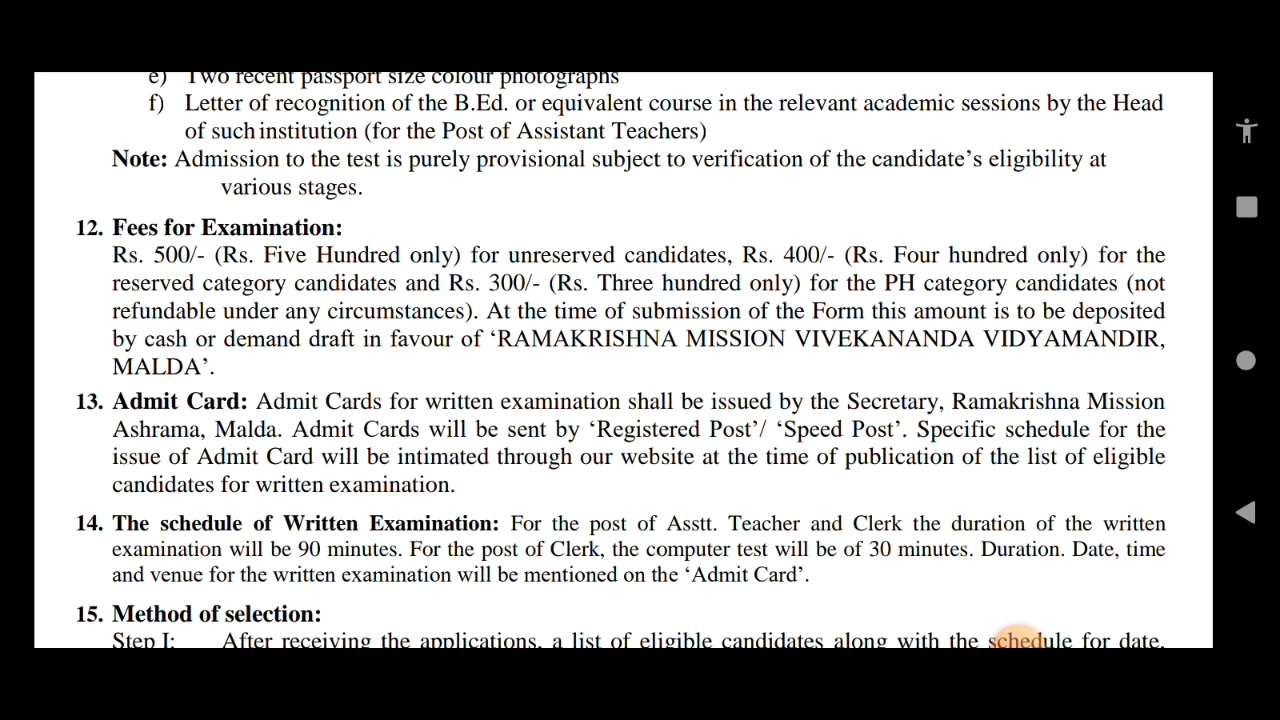 e) Two recent passport size colour photographs
f) Letter of recognition of the B.Ed. or equivalent course in the relevant academic sessions by the Head
of such institution (for the Post of Assistant Teachers)
Note: Admission to the test is purely provisional subject to verification of the candidate’s eligibility at
various stages.
12. Fees for Examination:
Rs. 500/- (Rs. Five Hundred only) for unreserved candidates, Rs. 400/- (Rs. Four hundred only) for the
reserved category candidates and Rs. 300/- (Rs. Three hundred only) for the PH category candidates (not
refundable under any circumstances). At the time of submission of the Form this amount is to be deposited
by cash or demand draft in favour of ‘RAMAKRISHNA MISSION VIVEKANANDA VIDYAMANDIR,
MALDA’.
13. Admit Card: Admit Cards for written examination shall be issued by the Secretary, Ramakrishna Mission
Ashrama, Malda. Admit Cards will be sent by ‘Registered Post’/ ‘Speed Post’. Specific schedule for the
issue of Admit Card will be intimated through our website at the time of publication of the list of eligible
candidates for written examination.
14. The schedule of Written Examination: For the post of Asstt. Teacher and Clerk the duration of the written
examination will be 90 minutes. For the post of Clerk, the computer test will be of 30 minutes. Duration. Date, time
and venue for the written examination will be mentioned on the ‘Admit Card’.
15. Method of selection:
Step I: After receiving the applications, a list of eligible candidates along with the schedule for date,